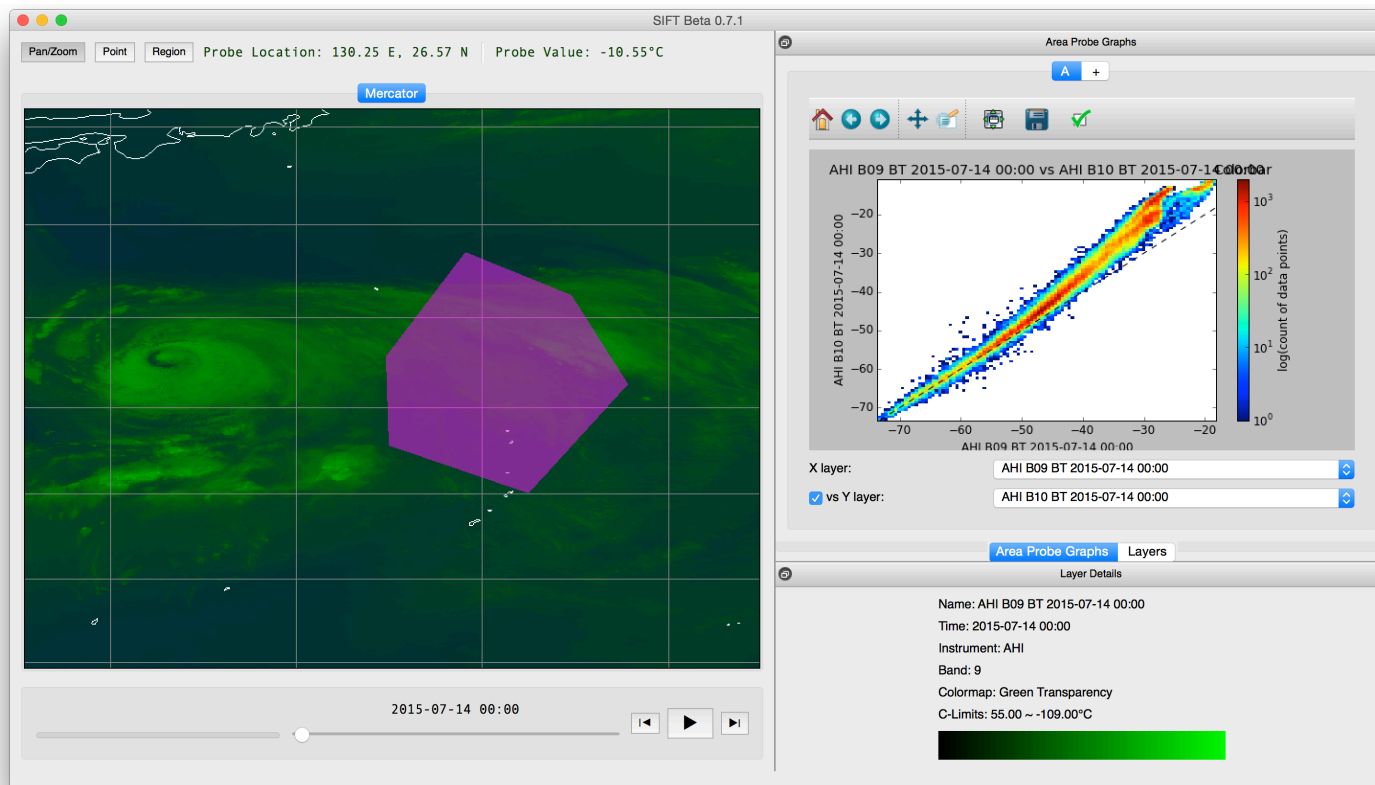 SIFT Beta 0.7.1
Pan/Zoom Point Region Probe Location: 130.25 E, 26.57 N Probe Value: -10.55°C
Mercator
2015-07-14 00:00
Area Probe Graphs
A +
AHI B09 BT 2015-07-14 00:00 vs AHI B10 BT 2015-07-14 00:00
Colorbar
AHI B10 BT 2015-07-14 00:00
−20
−30
−40
−50
−60
−70
−70 −60 −50 −40 −30 −20
AHI B09 BT 2015-07-14 00:00
10³
10²
10¹
10⁰
log(count of data points)
X layer: AHI B09 BT 2015-07-14 00:00
vs Y layer: AHI B10 BT 2015-07-14 00:00
Area Probe Graphs Layers
Layer Details
Name: AHI B09 BT 2015-07-14 00:00
Time: 2015-07-14 00:00
Instrument: AHI
Band: 9
Colormap: Green Transparency
C-Limits: 55.00 ~ -109.00°C